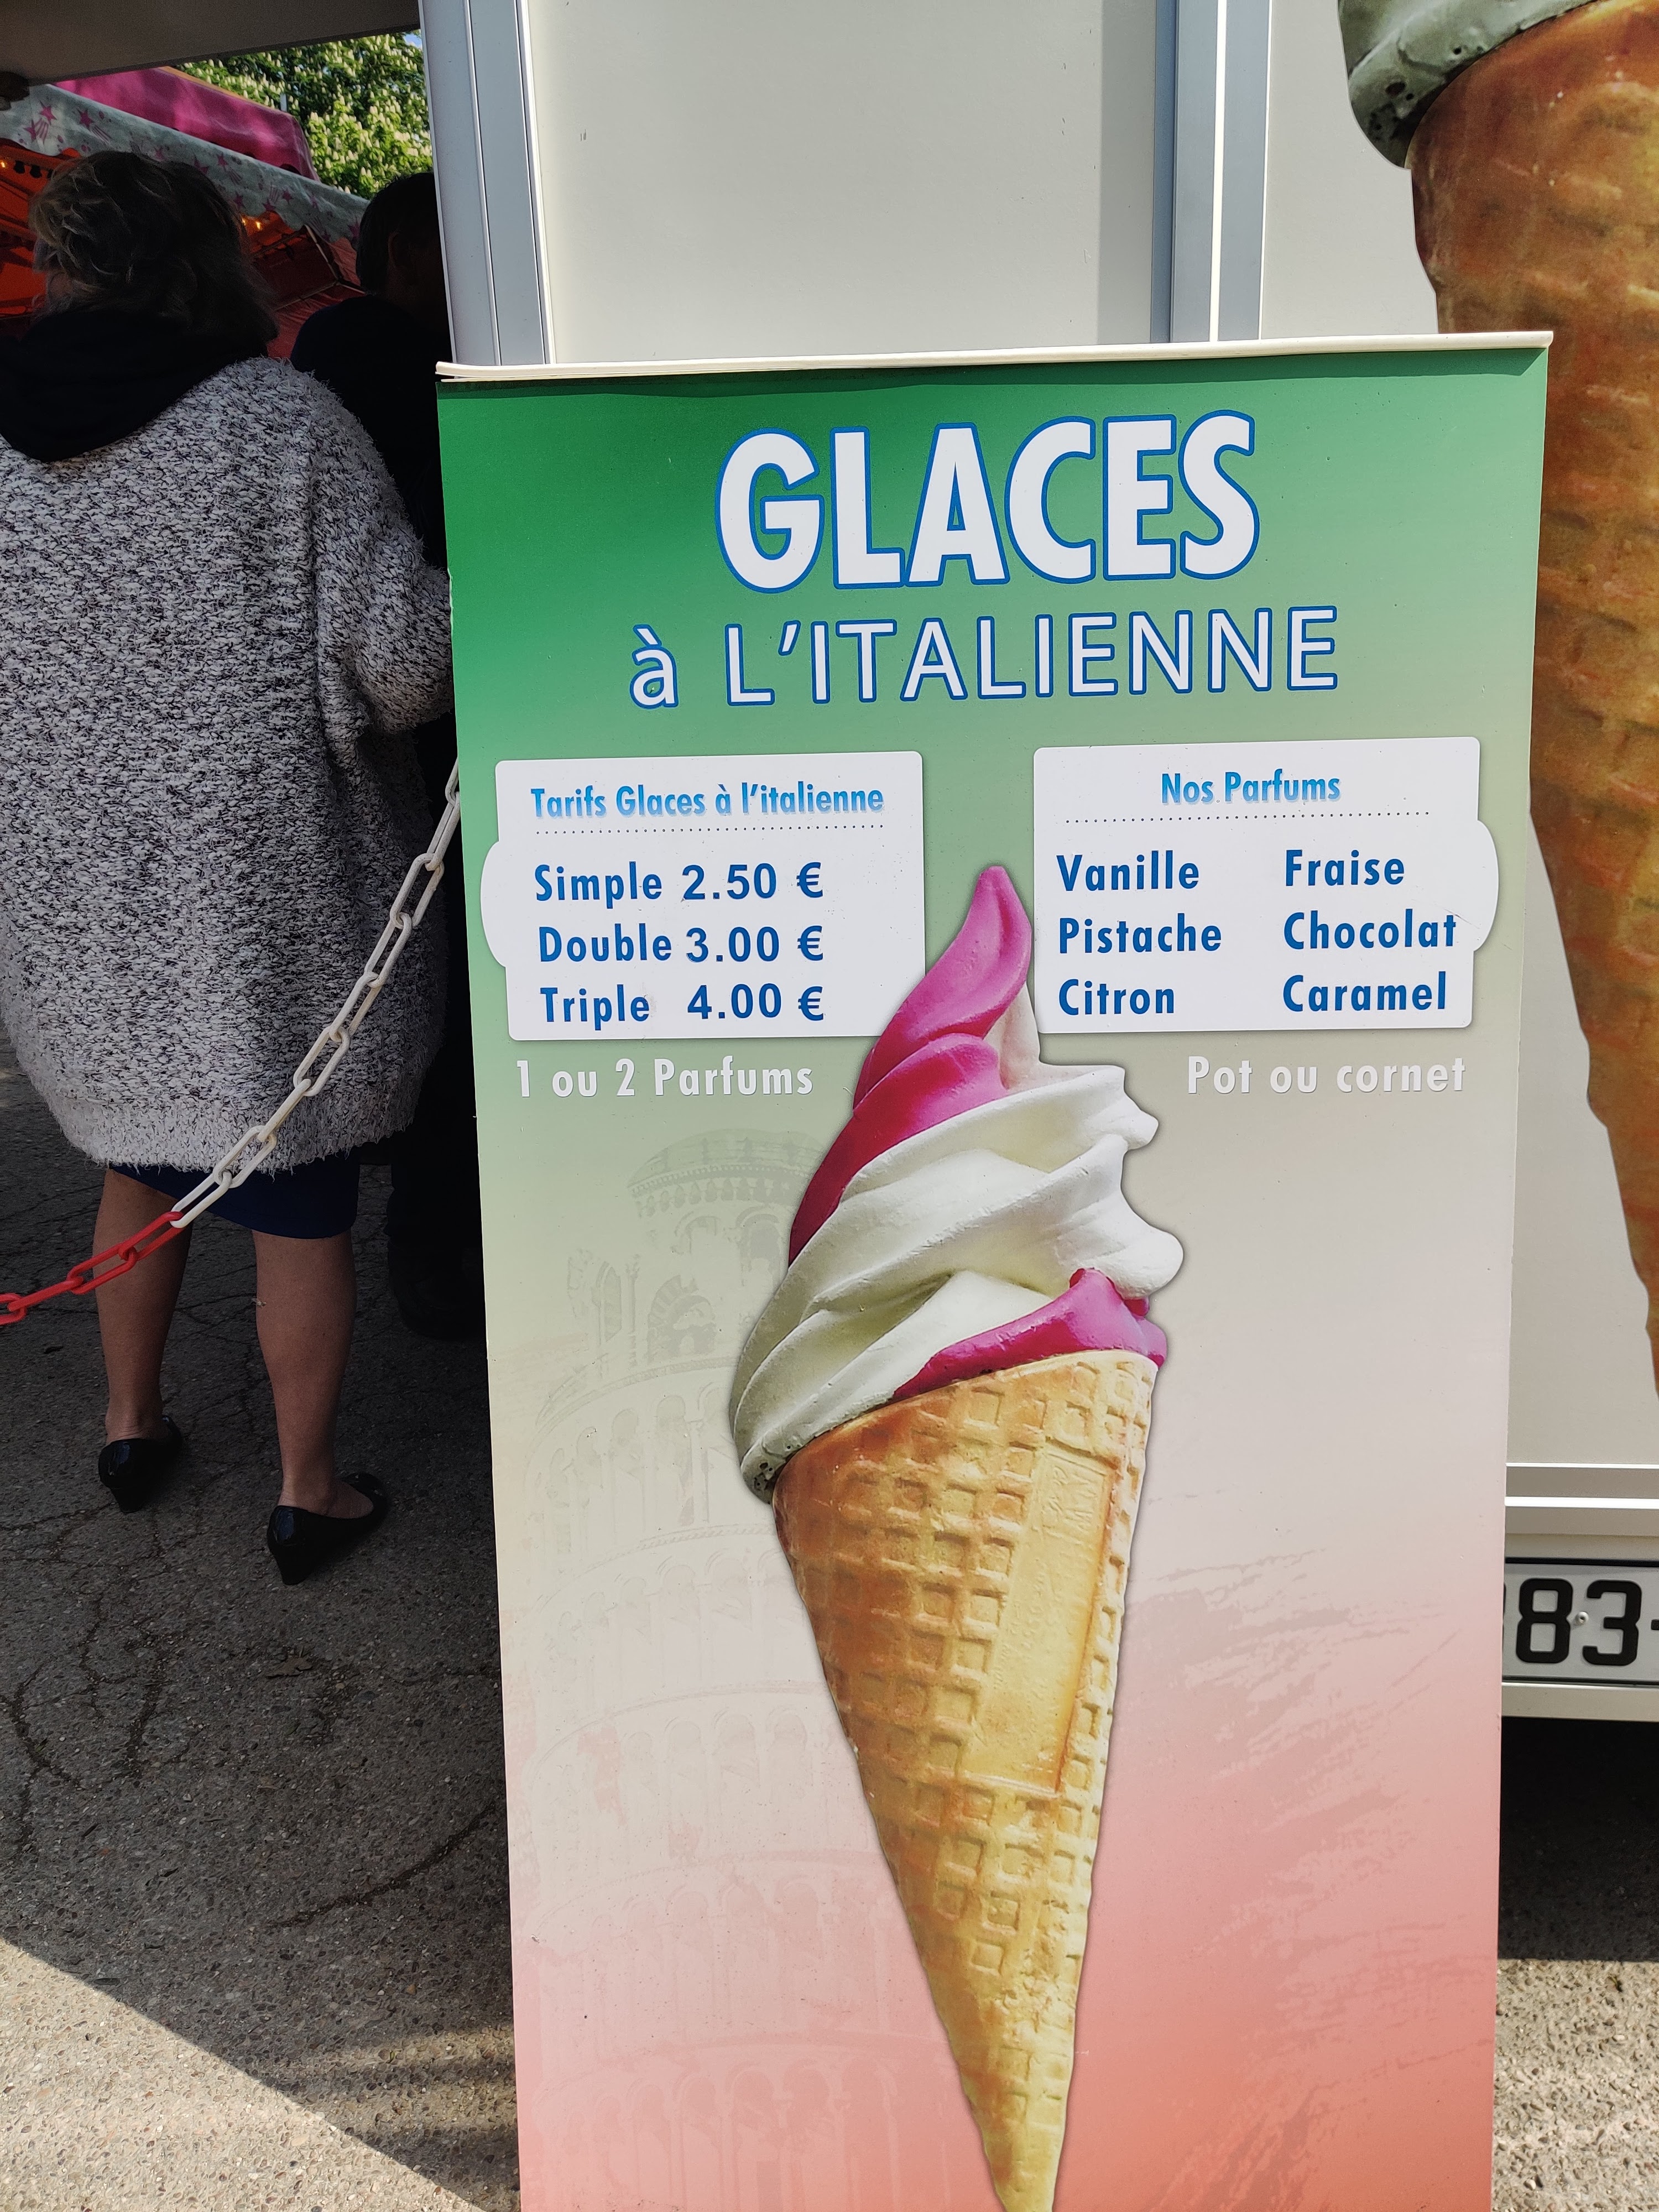 GLACES
à L'ITALIENNE
Tarifs Glaces à l'italienne
Simple 2.50 €
Double 3.00 €
Triple 4.00 €
1 ou 2 Parfums
Nos Parfums
Vanille Fraise
Pistache Chocolat
Citron Caramel
Pot ou cornet
83-